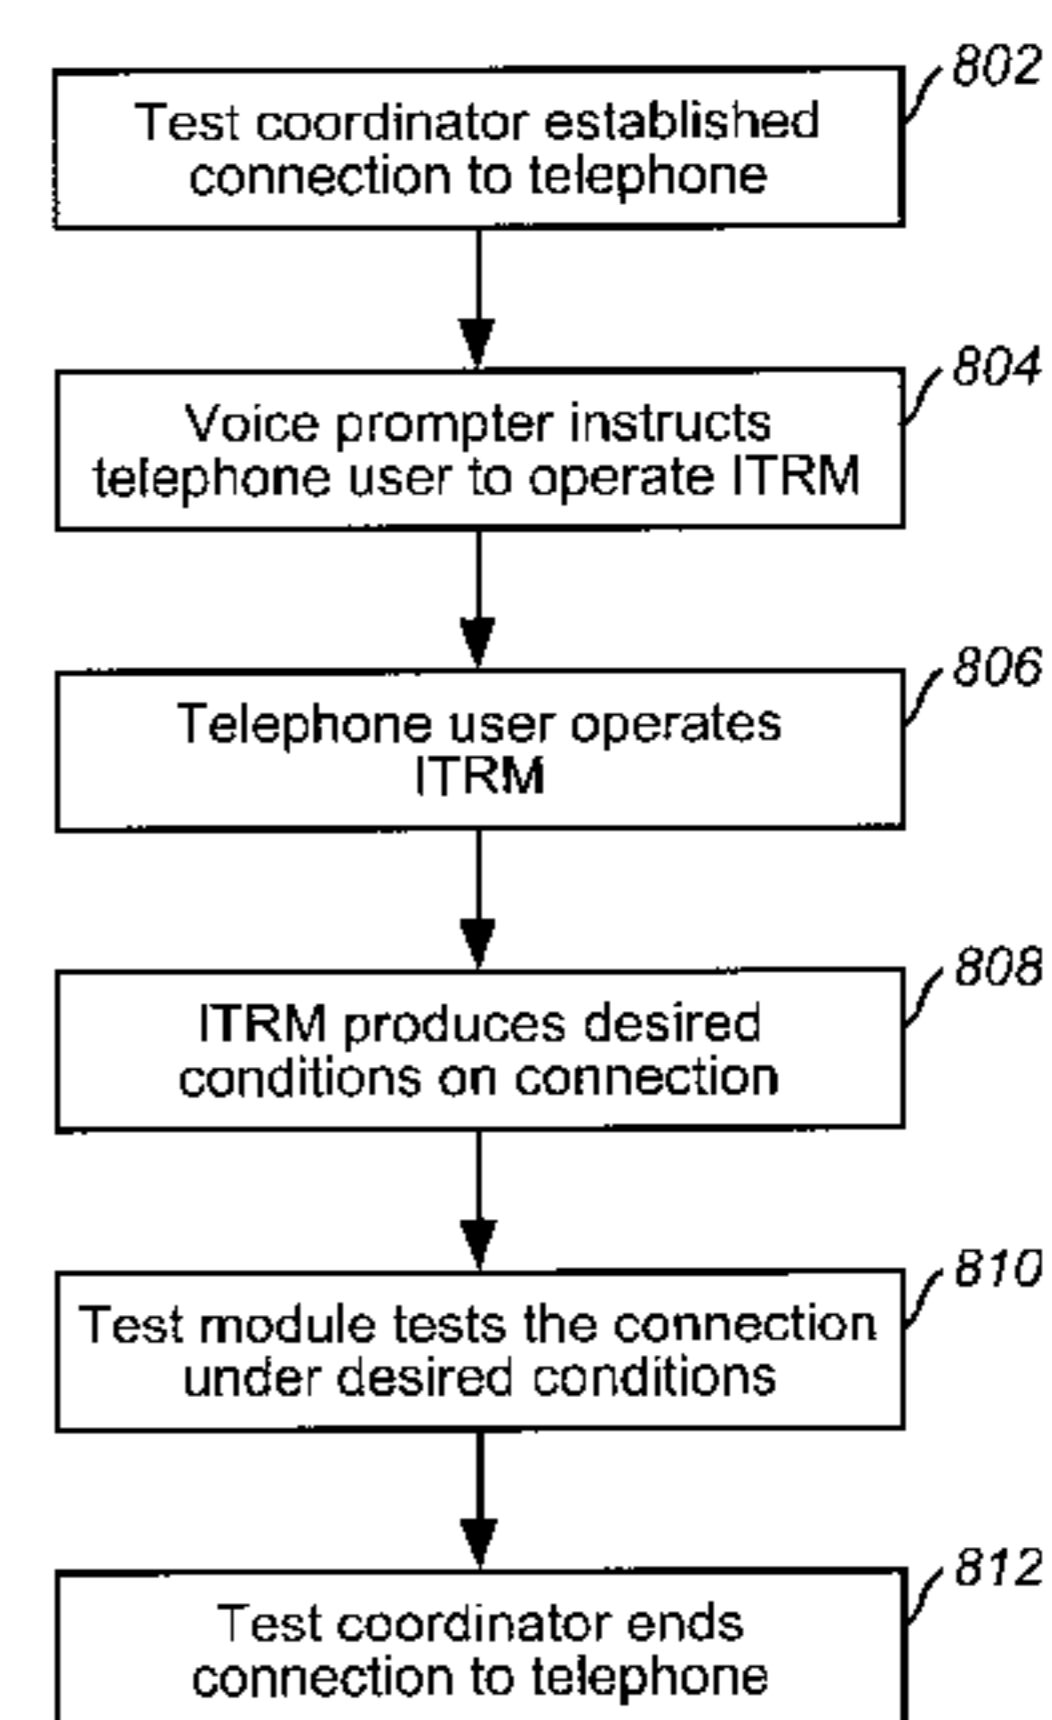 802
Test coordinator established
connection to telephone
804
Voice prompter instructs
telephone user to operate ITRM
806
Telephone user operates
ITRM
808
ITRM produces desired
conditions on connection
810
Test module tests the connection
under desired conditions
812
Test coordinator ends
connection to telephone